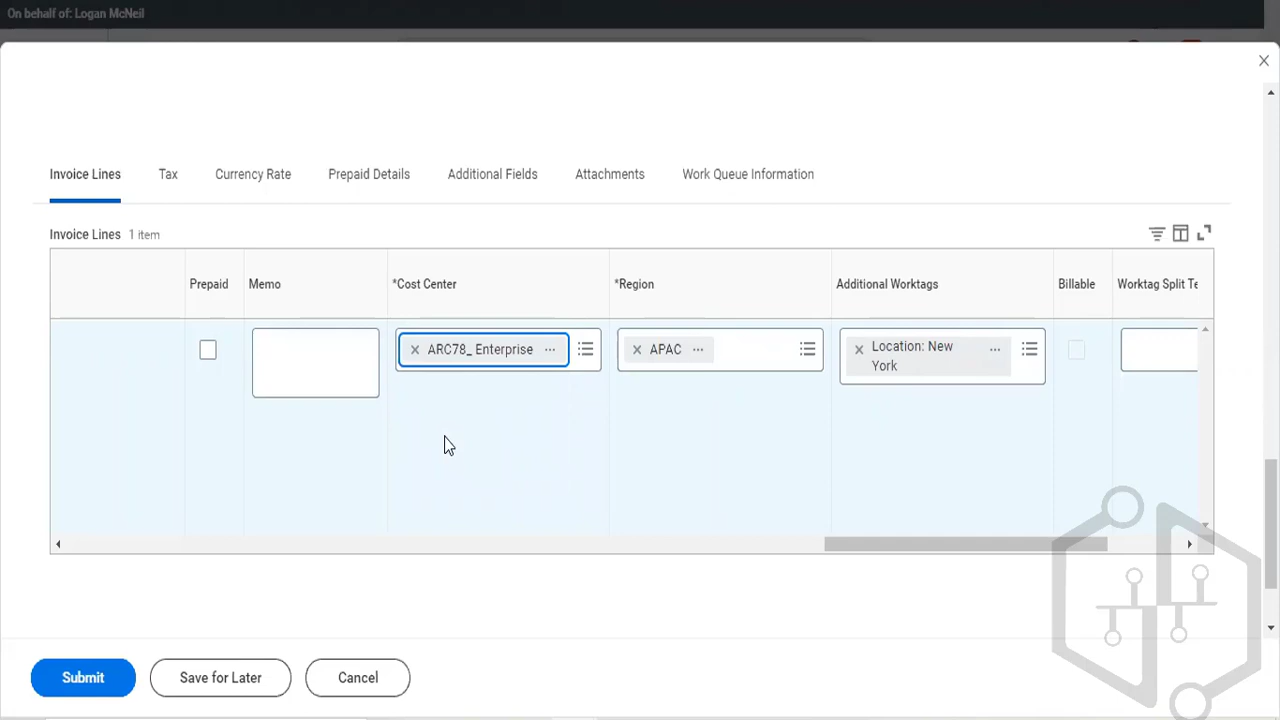 On behalf of: Logan McNeil
Invoice Lines Tax Currency Rate Prepaid Details Additional Fields Attachments Work Queue Information
Invoice Lines 1 item
Prepaid Memo *Cost Center *Region Additional Worktags Billable Worktag Split Te
ARC78_ Enterprise APAC Location: New
York
Submit Save for Later Cancel